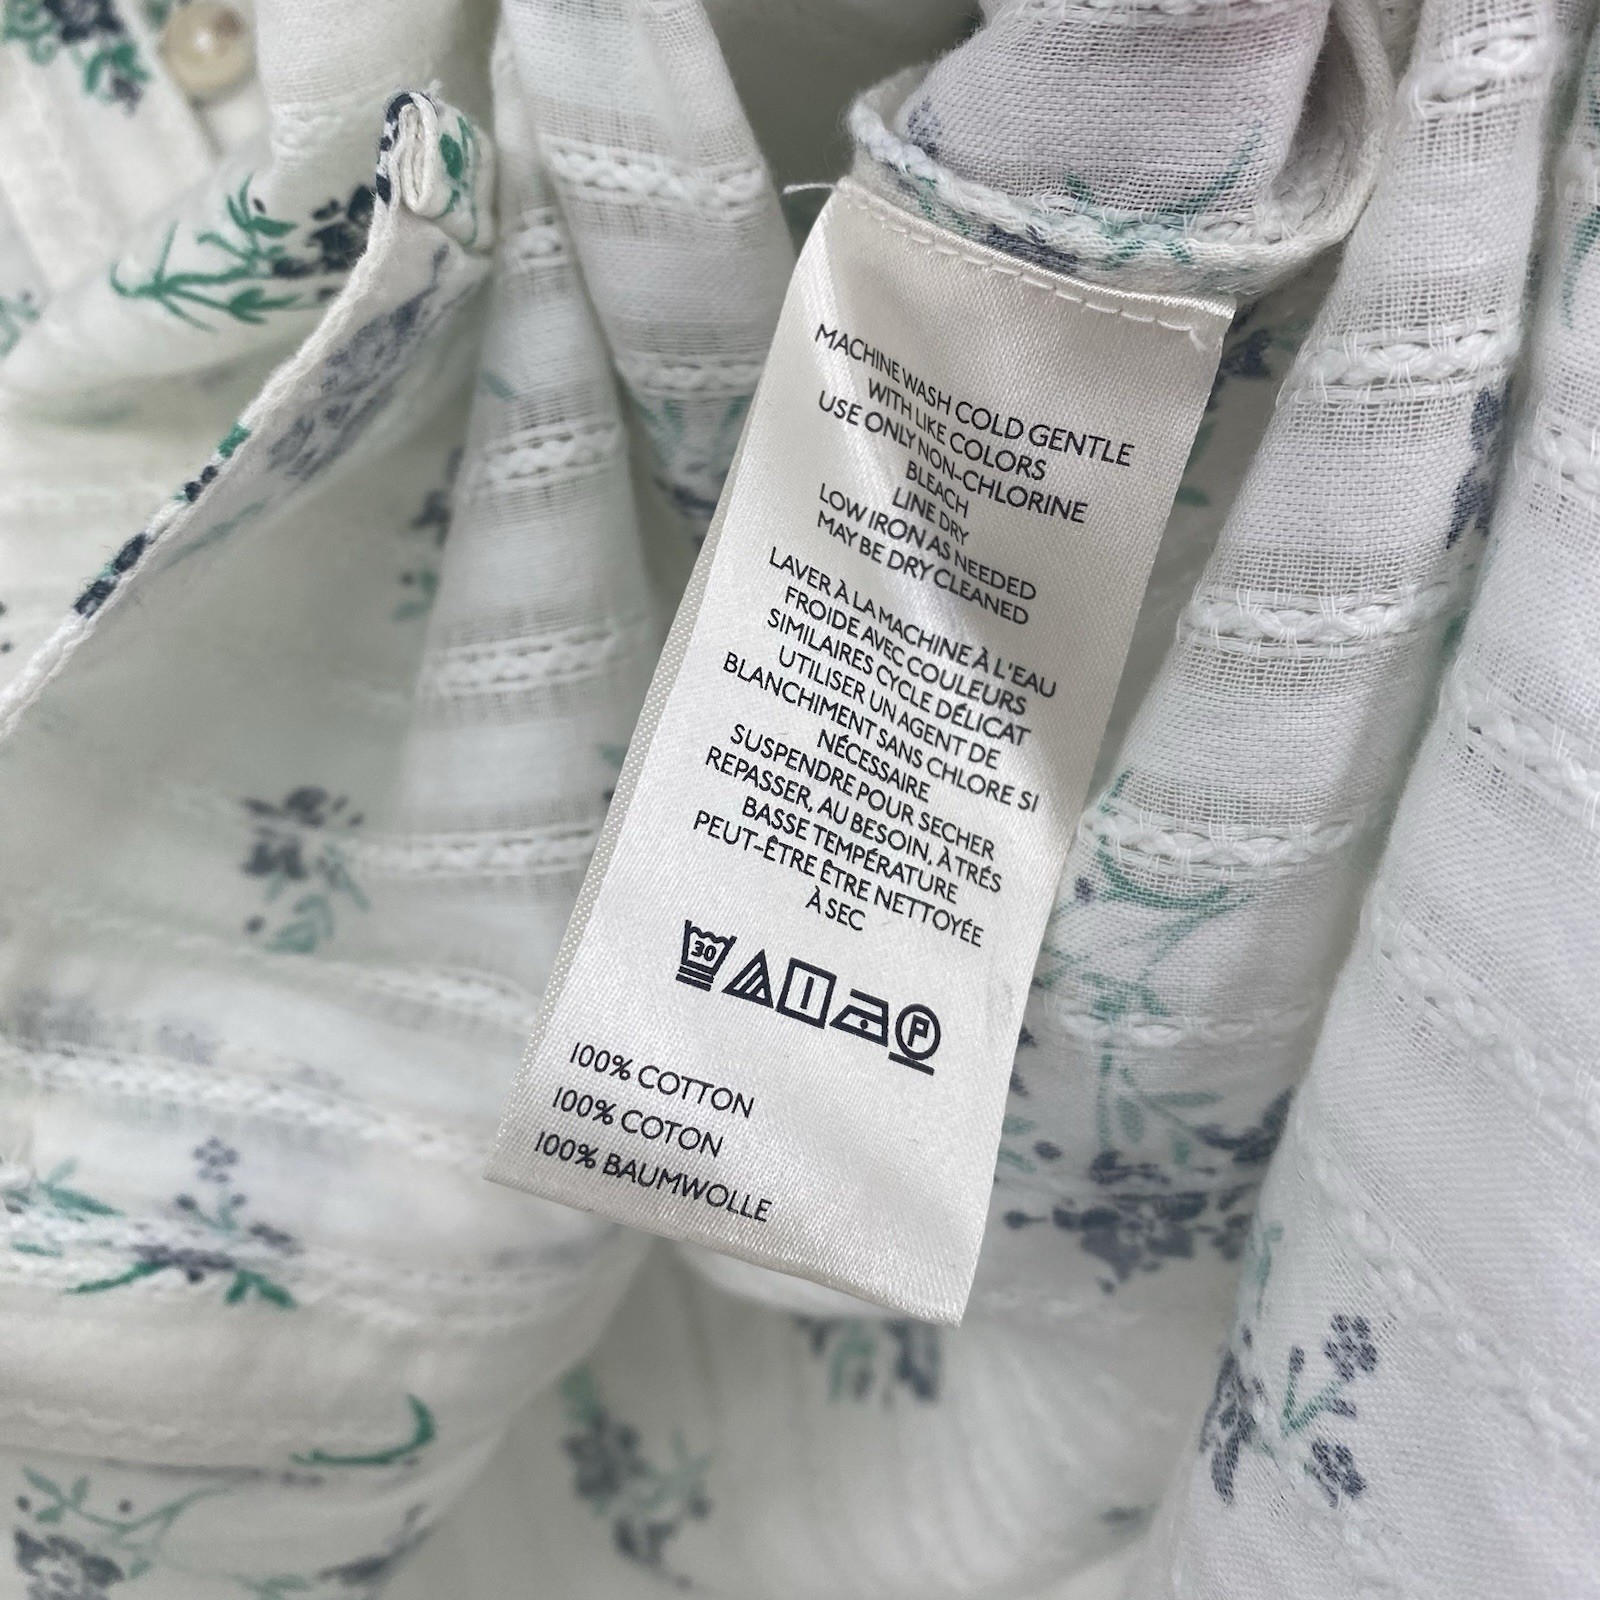 MACHINE WASH COLD GENTLE
WITH LIKE COLORS
USE ONLY NON-CHLORINE
BLEACH
LINE DRY
LOW IRON AS NEEDED
MAY BE DRY CLEANED
LAVER À LA MACHINE À L'EAU
FROIDE AVEC COULEURS
SIMILAIRES CYCLE DÉLICAT
UTILISER UN AGENT DE
BLANCHIMENT SANS CHLORE SI
NÉCESSAIRE
SUSPENDRE POUR SECHER
REPASSER, AU BESOIN, À TRÉS
BASSE TEMPÉRATURE
PEUT-ÊTRE ÊTRE NETTOYÉE
À SEC
30 P
100% COTTON
100% COTON
100% BAUMWOLLE